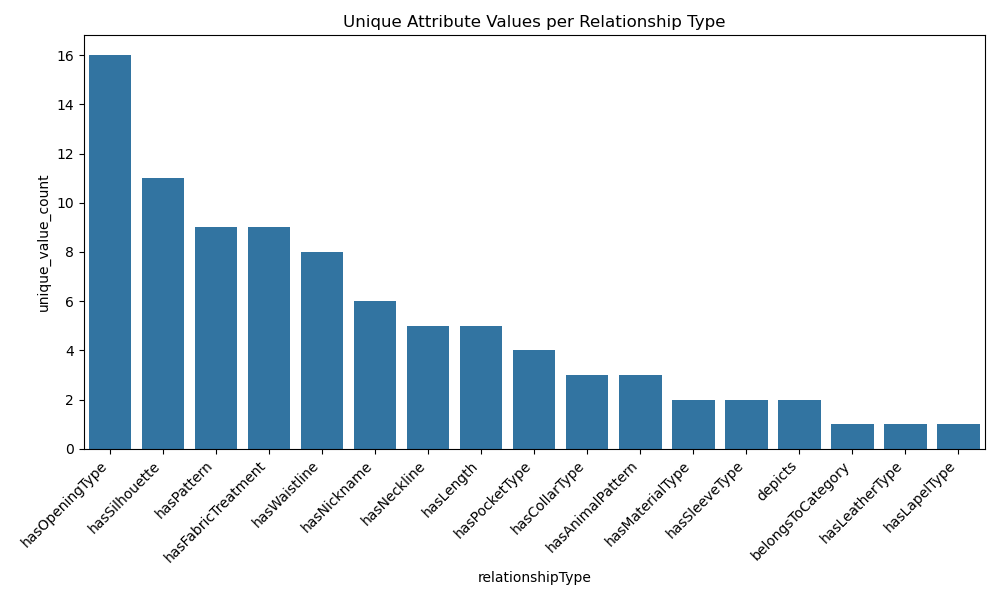 Unique Attribute Values per Relationship Type
unique_value_count
16
14
12
10
8
6
4
2
0
hasOpeningType
hasSilhouette
hasPattern
hasFabricTreatment
hasWaistline
hasNickname
hasNeckline
hasLength
hasPocketType
hasCollarType
hasAnimalPattern
hasMaterialType
hasSleeveType
depicts
belongsToCategory
hasLeatherType
hasLapelType
relationshipType